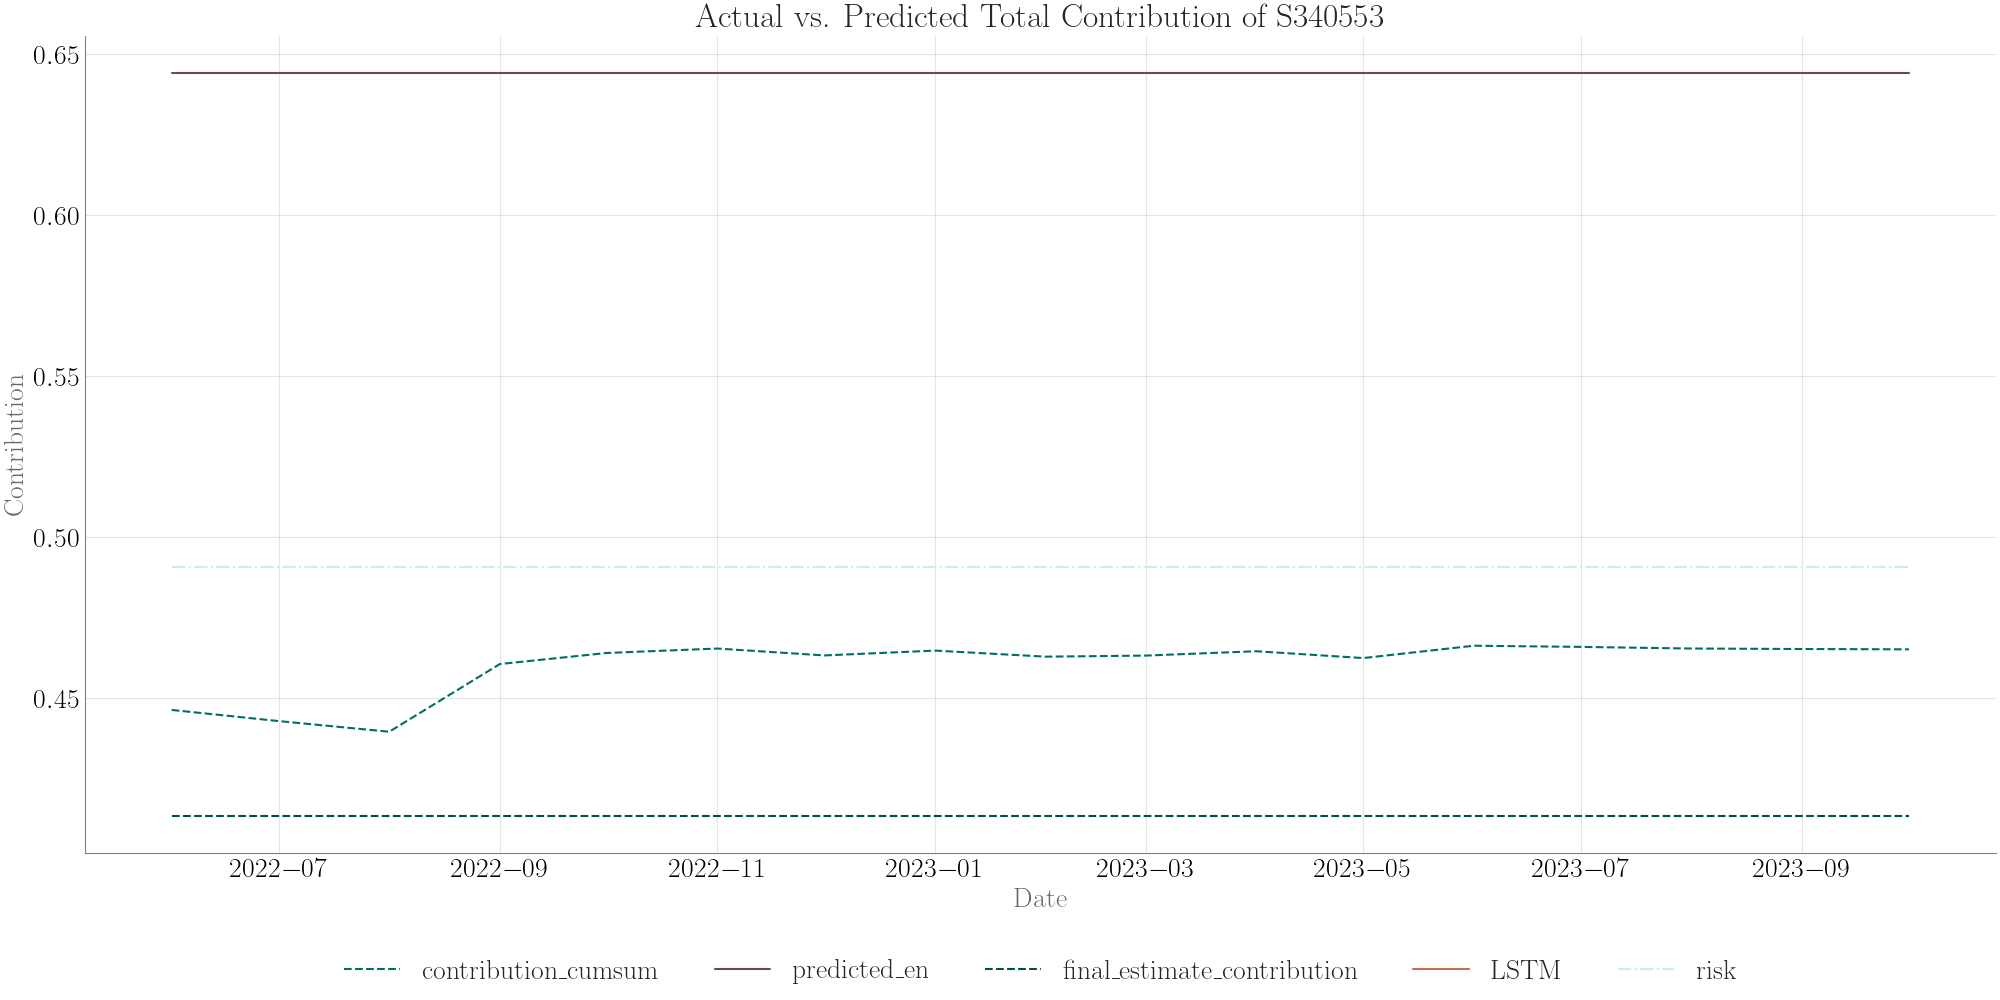 Actual vs. Predicted Total Contribution of S340553
0.65
0.60
0.55
0.50
0.45
Contribution
2022–07 2022–09 2022–11 2023–01 2023–03 2023–05 2023–07 2023–09
Date
contribution_cumsum predicted_en final_estimate_contribution LSTM risk